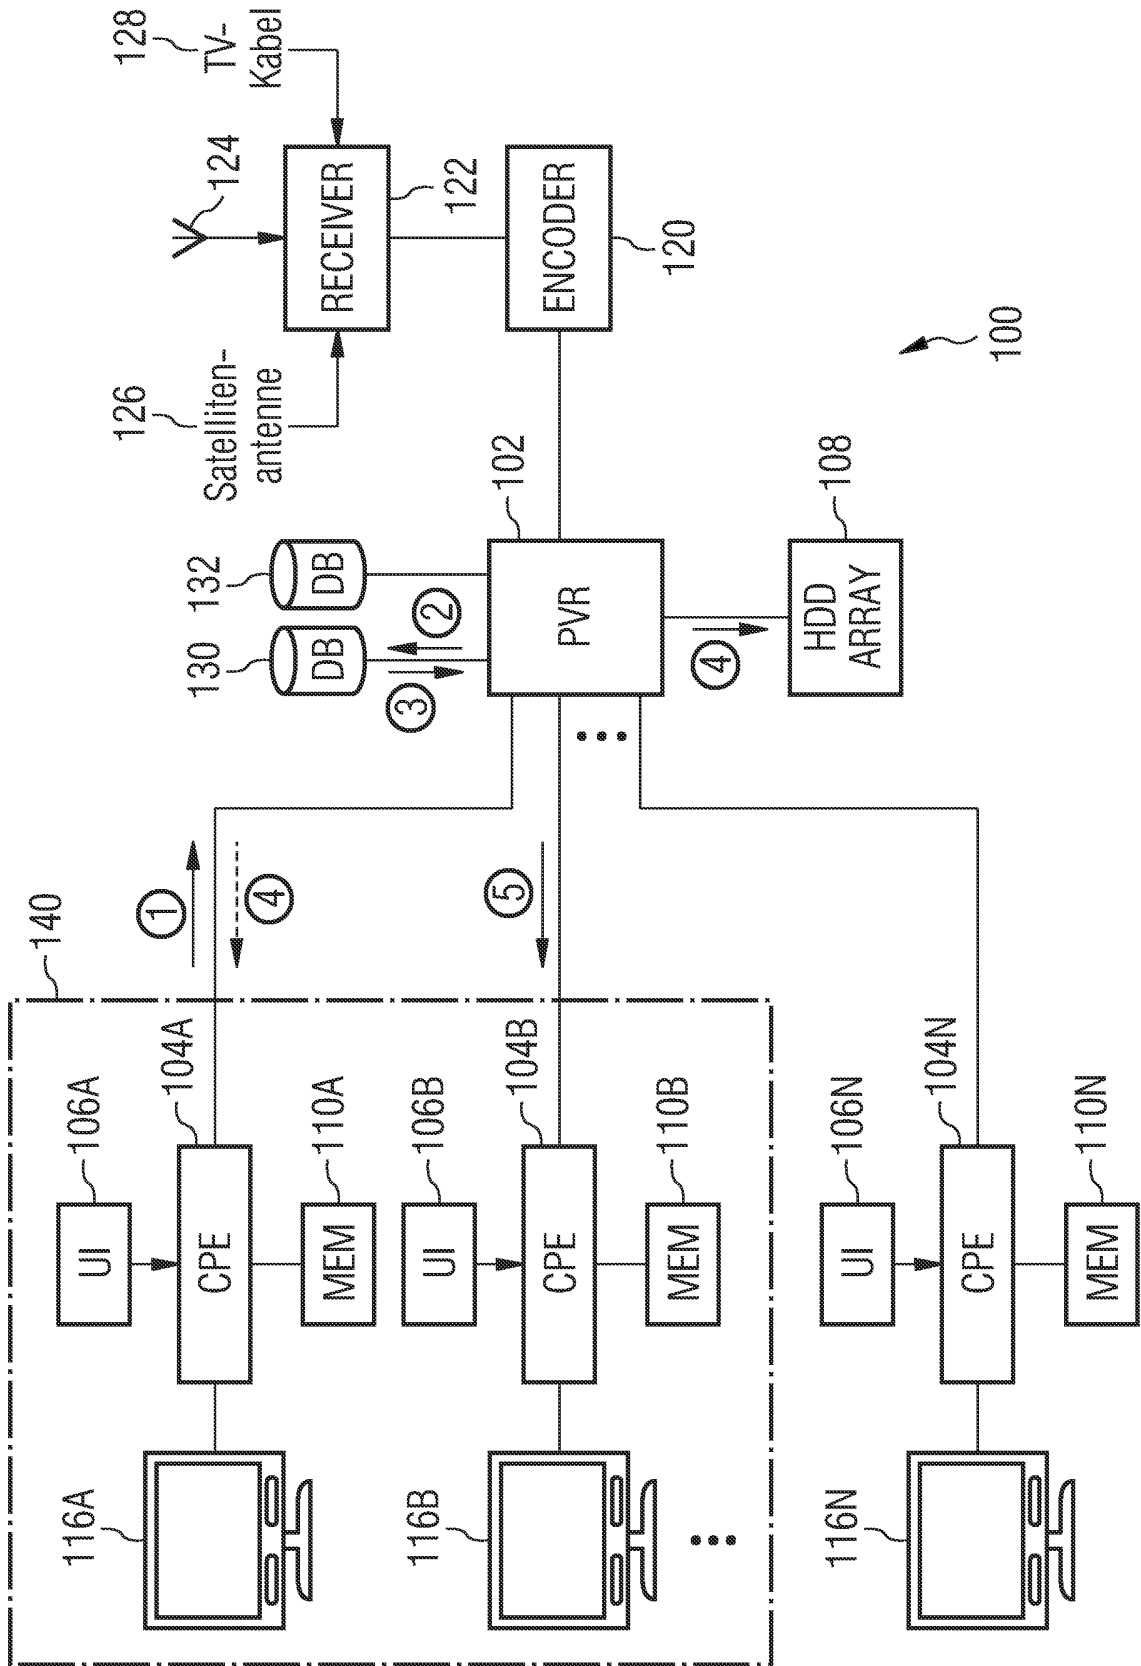 128
TV-
Kabel
124
126
Satelliten-
antenne
RECEIVER
122
ENCODER
120
100
132
DB
130
DB
2
3
102
PVR
4
HDD
ARRAY
108
1
4
5
140
106A
UI
104A
CPE
110A
MEM
116A
106B
UI
104B
CPE
110B
MEM
116B
106N
UI
104N
CPE
110N
MEM
116N